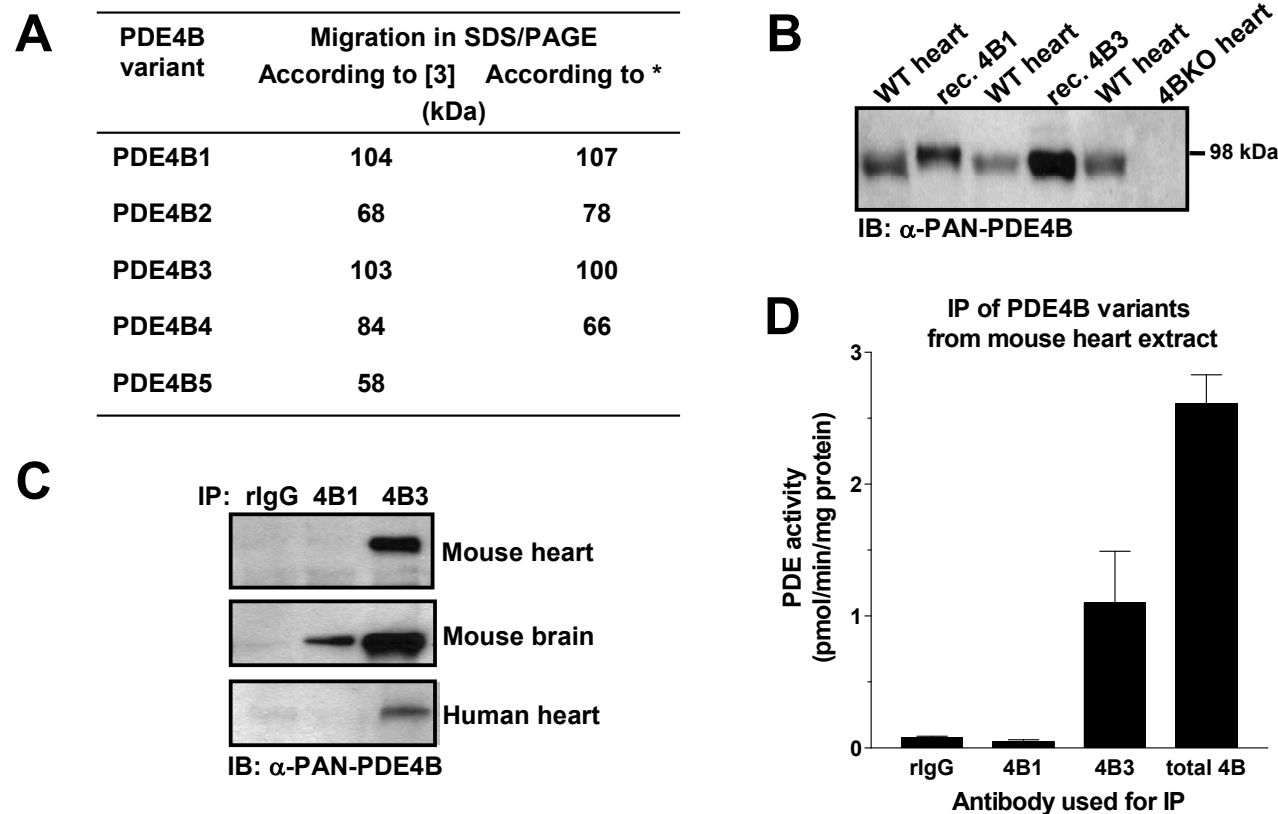 A
PDE4B variant
Migration in SDS/PAGE
According to [3] According to *
(kDa)
PDE4B1 104 107
PDE4B2 68 78
PDE4B3 103 100
PDE4B4 84 66
PDE4B5 58
B
WT heart rec. 4B1 WT heart rec. 4B3 WT heart 4BKO heart
98 kDa
IB: α-PAN-PDE4B
C
IP: rIgG 4B1 4B3
Mouse heart
Mouse brain
Human heart
IB: α-PAN-PDE4B
D
IP of PDE4B variants
from mouse heart extract
PDE activity
(pmol/min/mg protein)
3
2
1
0
rIgG 4B1 4B3 total 4B
Antibody used for IP